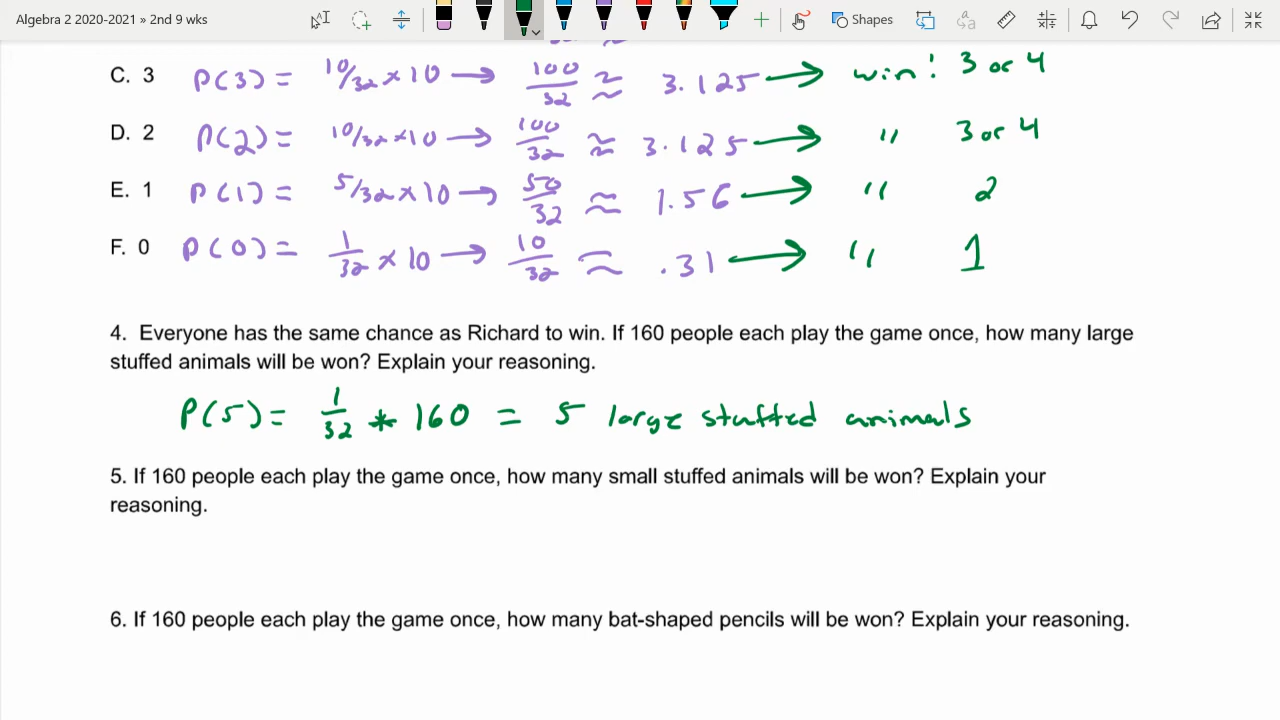 Algebra 2 2020-2021 » 2nd 9 wks
Shapes
C. 3 P(3) = 10/32 × 10 → 100/32 ≈ 3.125 → win! 3 or 4
D. 2 P(2) = 10/32 × 10 → 100/32 ≈ 3.125 → " 3 or 4
E. 1 P(1) = 5/32 × 10 → 50/32 ≈ 1.56 → " 2
F. 0 P(0) = 1/32 × 10 → 10/32 ≈ .31 → " 1
4. Everyone has the same chance as Richard to win. If 160 people each play the game once, how many large
stuffed animals will be won? Explain your reasoning.
P(5) = 1/32 * 160 = 5 large stuffed animals
5. If 160 people each play the game once, how many small stuffed animals will be won? Explain your
reasoning.
6. If 160 people each play the game once, how many bat-shaped pencils will be won? Explain your reasoning.